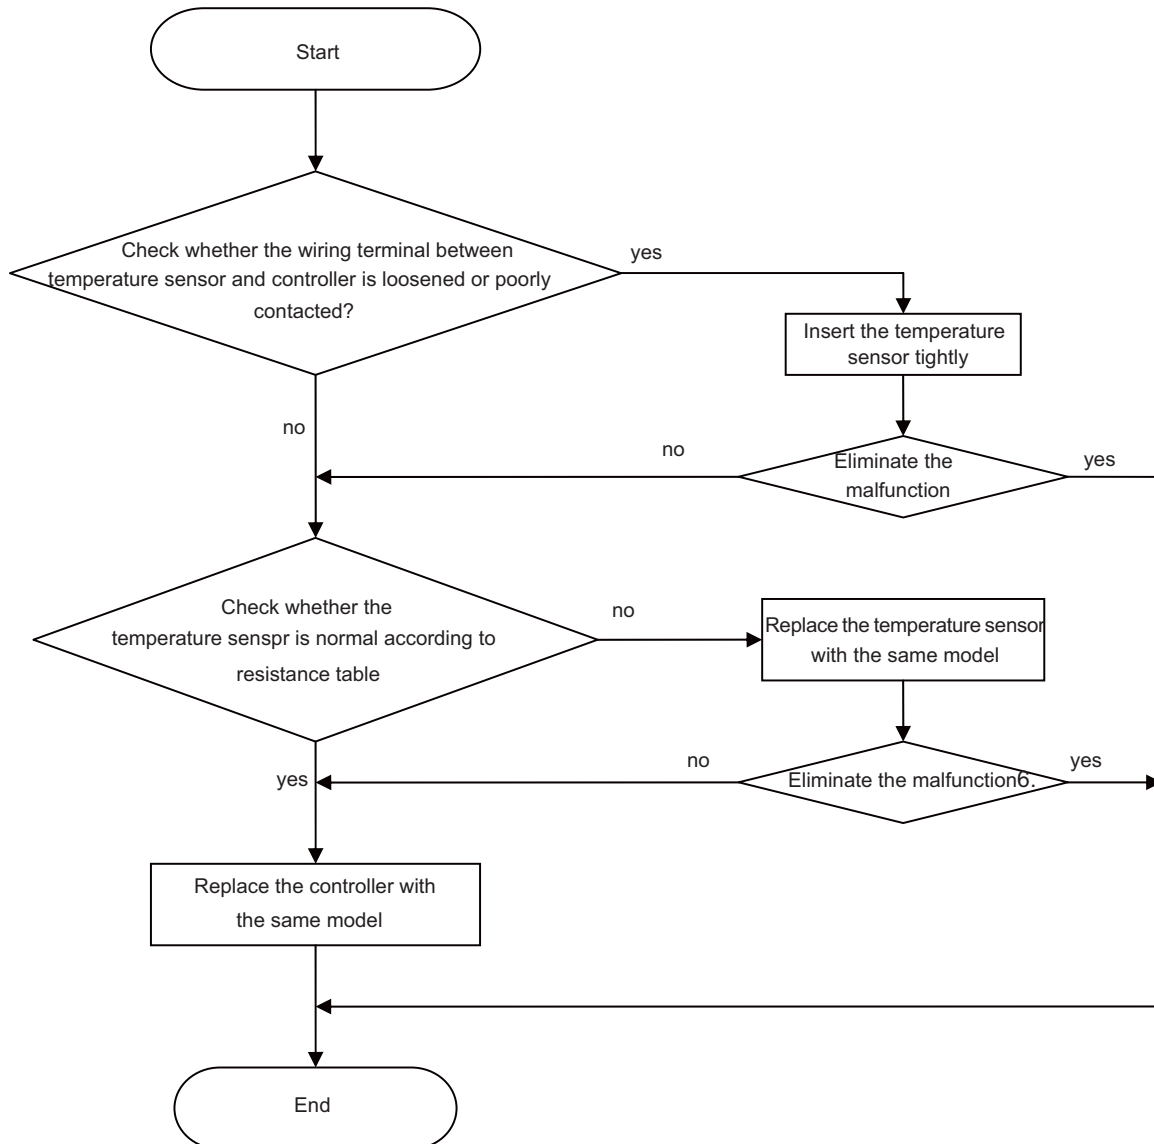 Start
Check whether the wiring terminal between
temperature sensor and controller is loosened or poorly
contacted?
yes
Insert the temperature
sensor tightly
no
no
Eliminate the
malfunction
yes
Check whether the
temperature senspr is normal according to
resistance table
no
Replace the temperature sensor
with the same model
yes
no
Eliminate the malfunction6.
yes
Replace the controller with
the same model
End